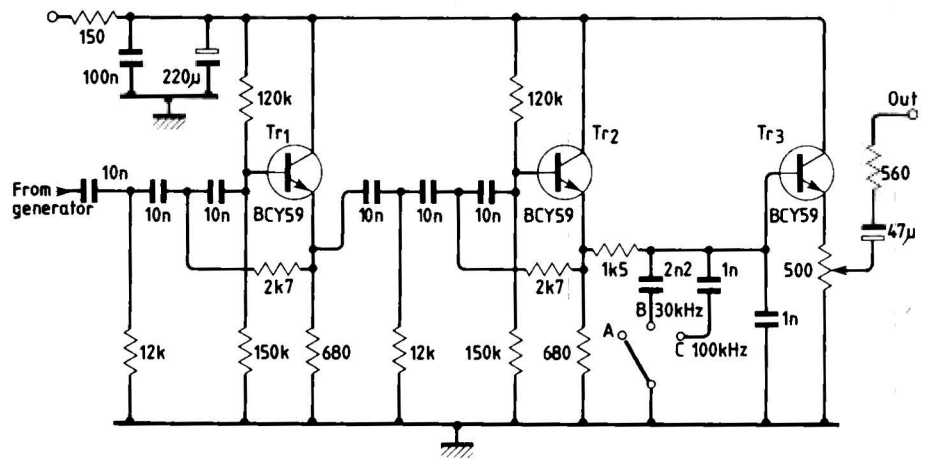 150
100n
220µ
120k
120k
Tr1
Tr2
Tr3
Out
10n
From
generator
10n
10n
BCY59
10n
10n
10n
BCY59
BCY59
560
47µ
2k7
2k7
1k5
2n2
1n
500
B 30kHz
A
C 100kHz
1n
12k
150k
680
12k
150k
680